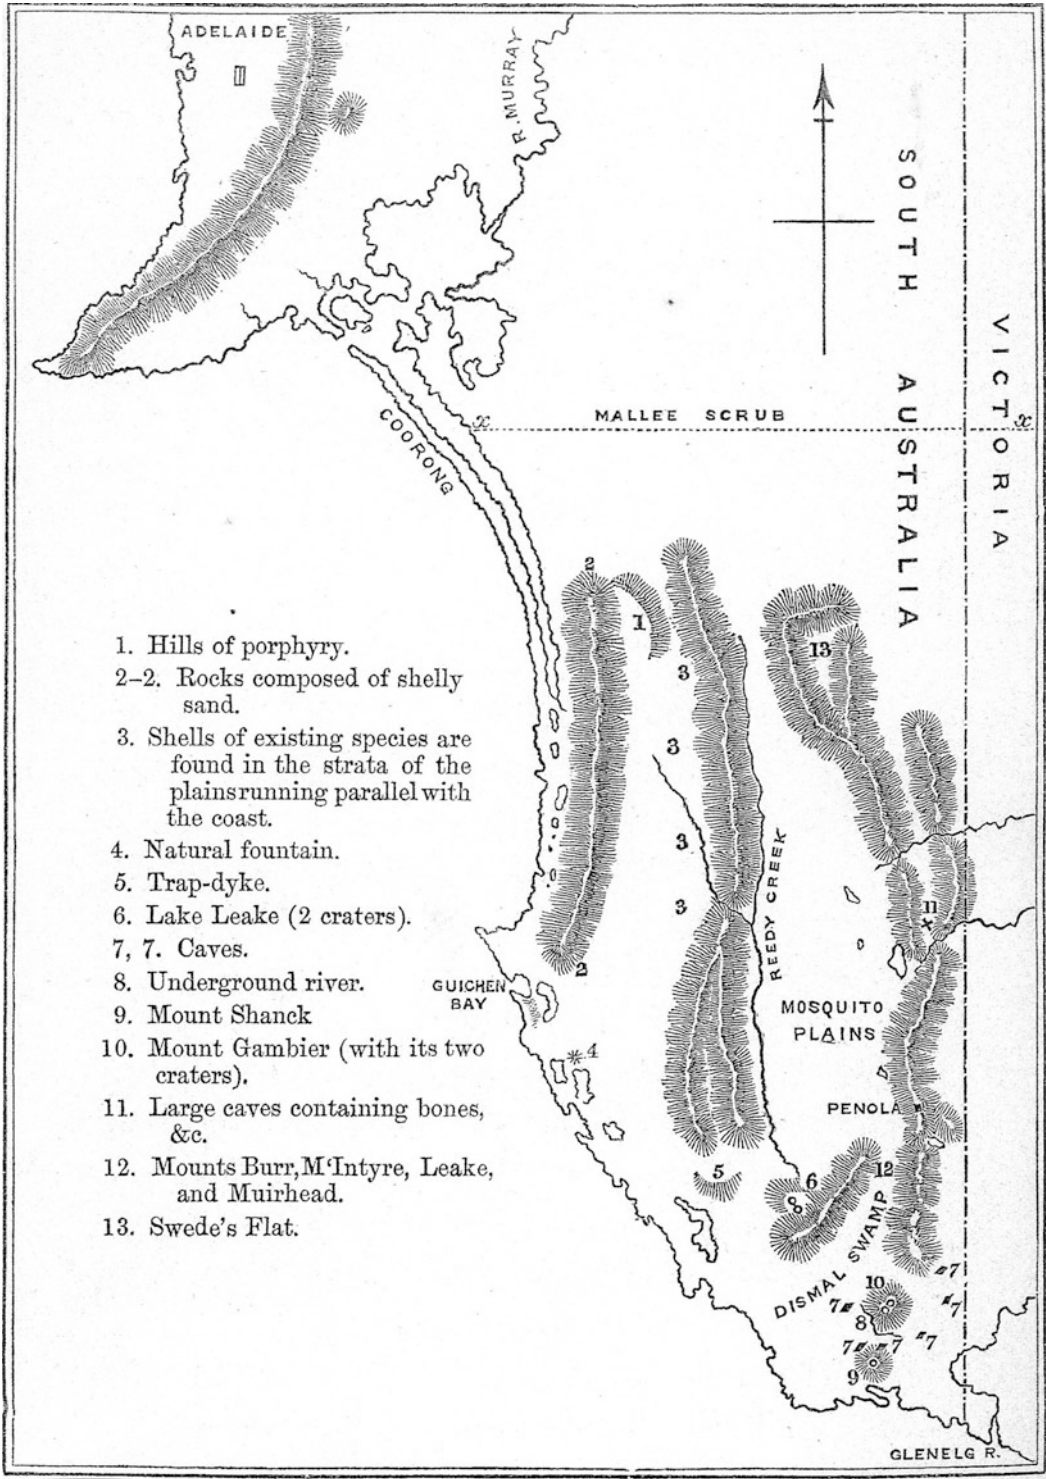 ADELAIDE
R. MURRAY
SOUTH AUSTRALIA
VICTORIA
x MALLEE SCRUB x
COORONG
2
1
13
3
3
3
3
2
REEDY CREEK
11
GUICHEN
BAY
MOSQUITO
PLAINS
4
PENOLA
5
6
12
DISMAL SWAMP
7
10
7
7
8
7
7
7
9
GLENELG R.
1. Hills of porphyry.
2–2. Rocks composed of shelly
sand.
3. Shells of existing species are
found in the strata of the
plains running parallel with
the coast.
4. Natural fountain.
5. Trap-dyke.
6. Lake Leake (2 craters).
7, 7. Caves.
8. Underground river.
9. Mount Shanck
10. Mount Gambier (with its two
craters).
11. Large caves containing bones,
&c.
12. Mounts Burr, M‘Intyre, Leake,
and Muirhead.
13. Swede's Flat.